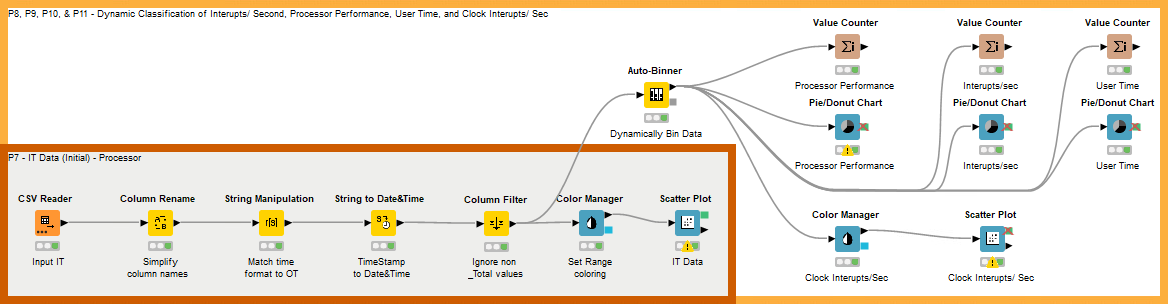 P8, P9, P10, & P11 - Dynamic Classification of Interupts/ Second, Processor Performance, User Time, and Clock Interupts/ Sec
Value Counter
Processor Performance
Value Counter
Interupts/sec
Value Counter
User Time
Auto-Binner
Dynamically Bin Data
Pie/Donut Chart
Processor Performance
Pie/Donut Chart
Interupts/sec
Pie/Donut Chart
User Time
P7 - IT Data (Initial) - Processor
CSV Reader
Input IT
Column Rename
Simplify
column names
String Manipulation
Match time
format to OT
String to Date&Time
TimeStamp
to Date&Time
Column Filter
Ignore non
_Total values
Color Manager
Set Range
coloring
Scatter Plot
IT Data
Color Manager
Clock Interupts/Sec
Scatter Plot
Clock Interupts/ Sec